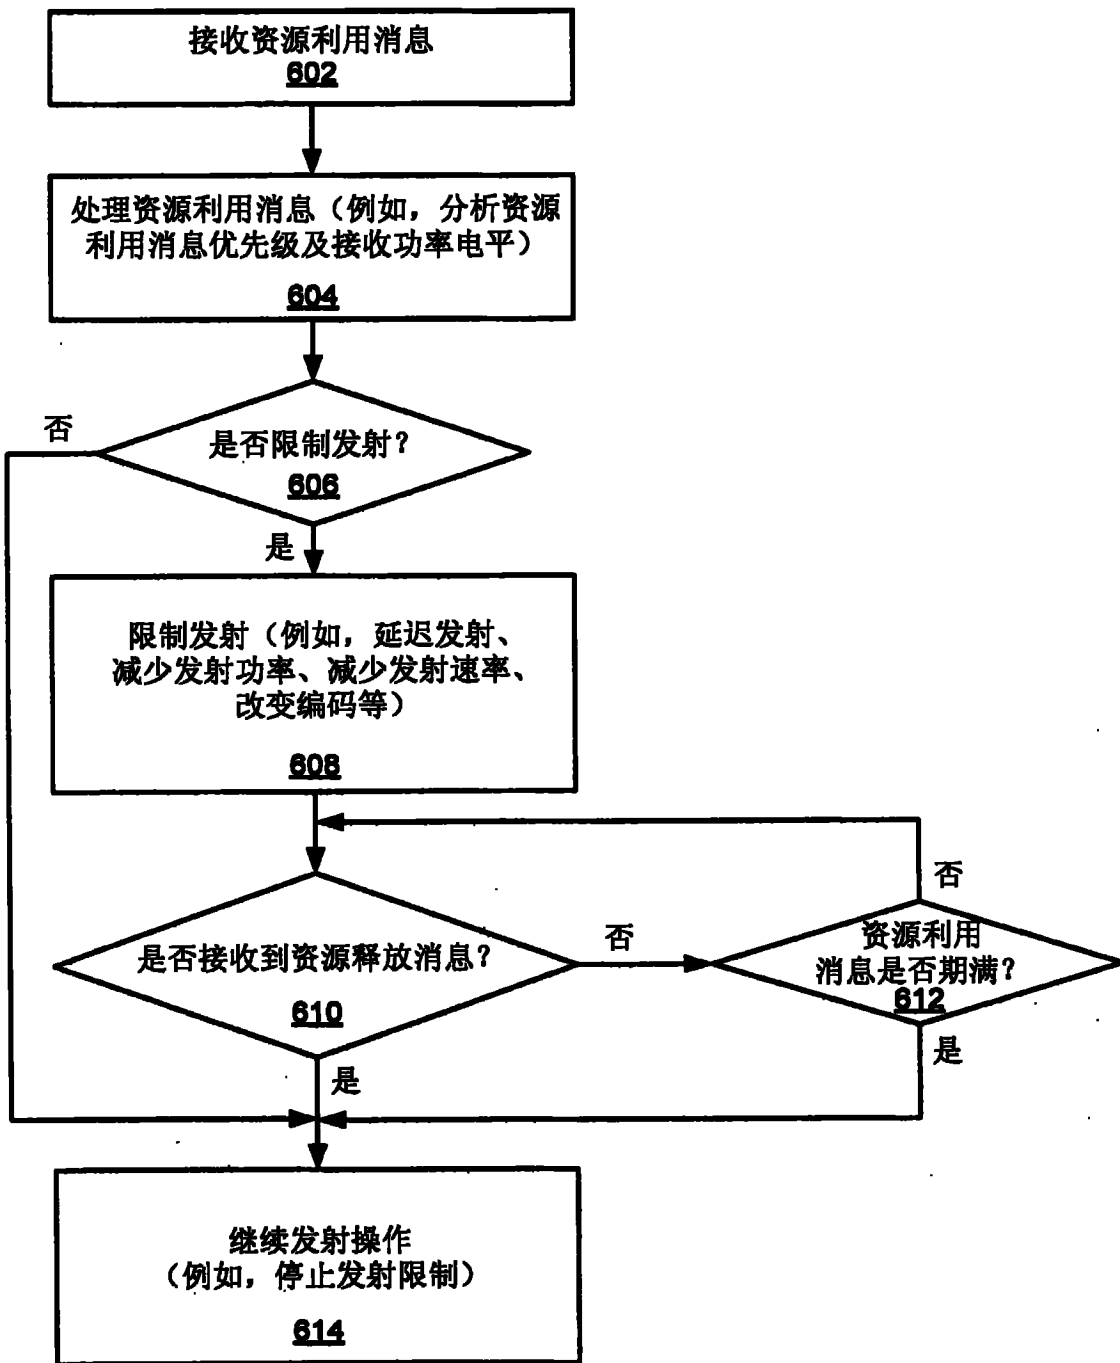 接收资源利用消息
602
处理资源利用消息（例如，分析资源
利用消息优先级及接收功率电平）
604
否
是否限制发射？
606
是
限制发射（例如，延迟发射、
减少发射功率、减少发射速率、
改变编码等）
608
否
是否接收到资源释放消息？
610
否
资源利用
消息是否期满？
612
是
是
继续发射操作
（例如，停止发射限制）
614